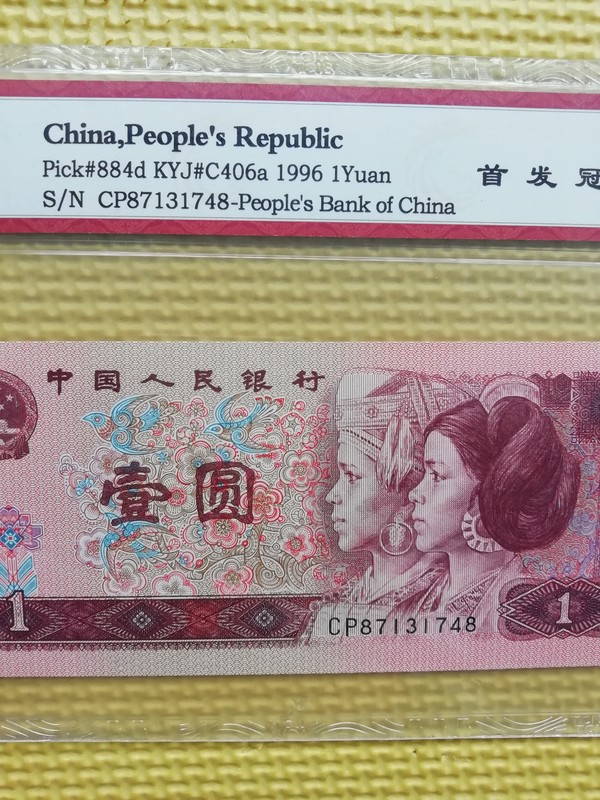 China,People's Republic
Pick#884d KYJ#C406a 1996 1Yuan
首发冠
S/N CP87131748-People's Bank of China
中国人民银行
壹圆
1
CP87131748
1